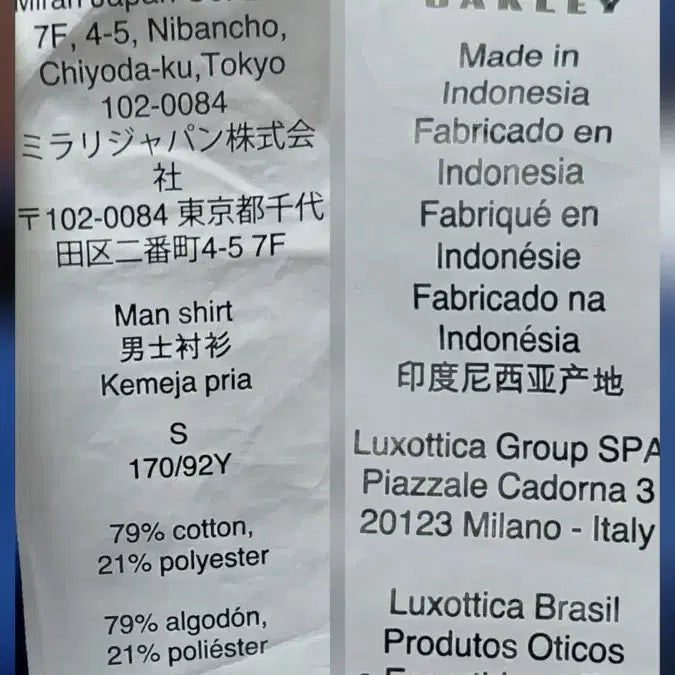 7F, 4-5, Nibancho,
Chiyoda-ku,Tokyo
102-0084
ミラリジャパン株式会
社
〒102-0084 東京都千代
田区二番町4-5 7F
Man shirt
男士衬衫
Kemeja pria
S
170/92Y
79% cotton,
21% polyester
79% algodón,
21% poliéster
OAKLEY
Made in
Indonesia
Fabricado en
Indonesia
Fabriqué en
Indonésie
Fabricado na
Indonésia
印度尼西亚产地
Luxottica Group SPA
Piazzale Cadorna 3
20123 Milano - Italy
Luxottica Brasil
Produtos Oticos